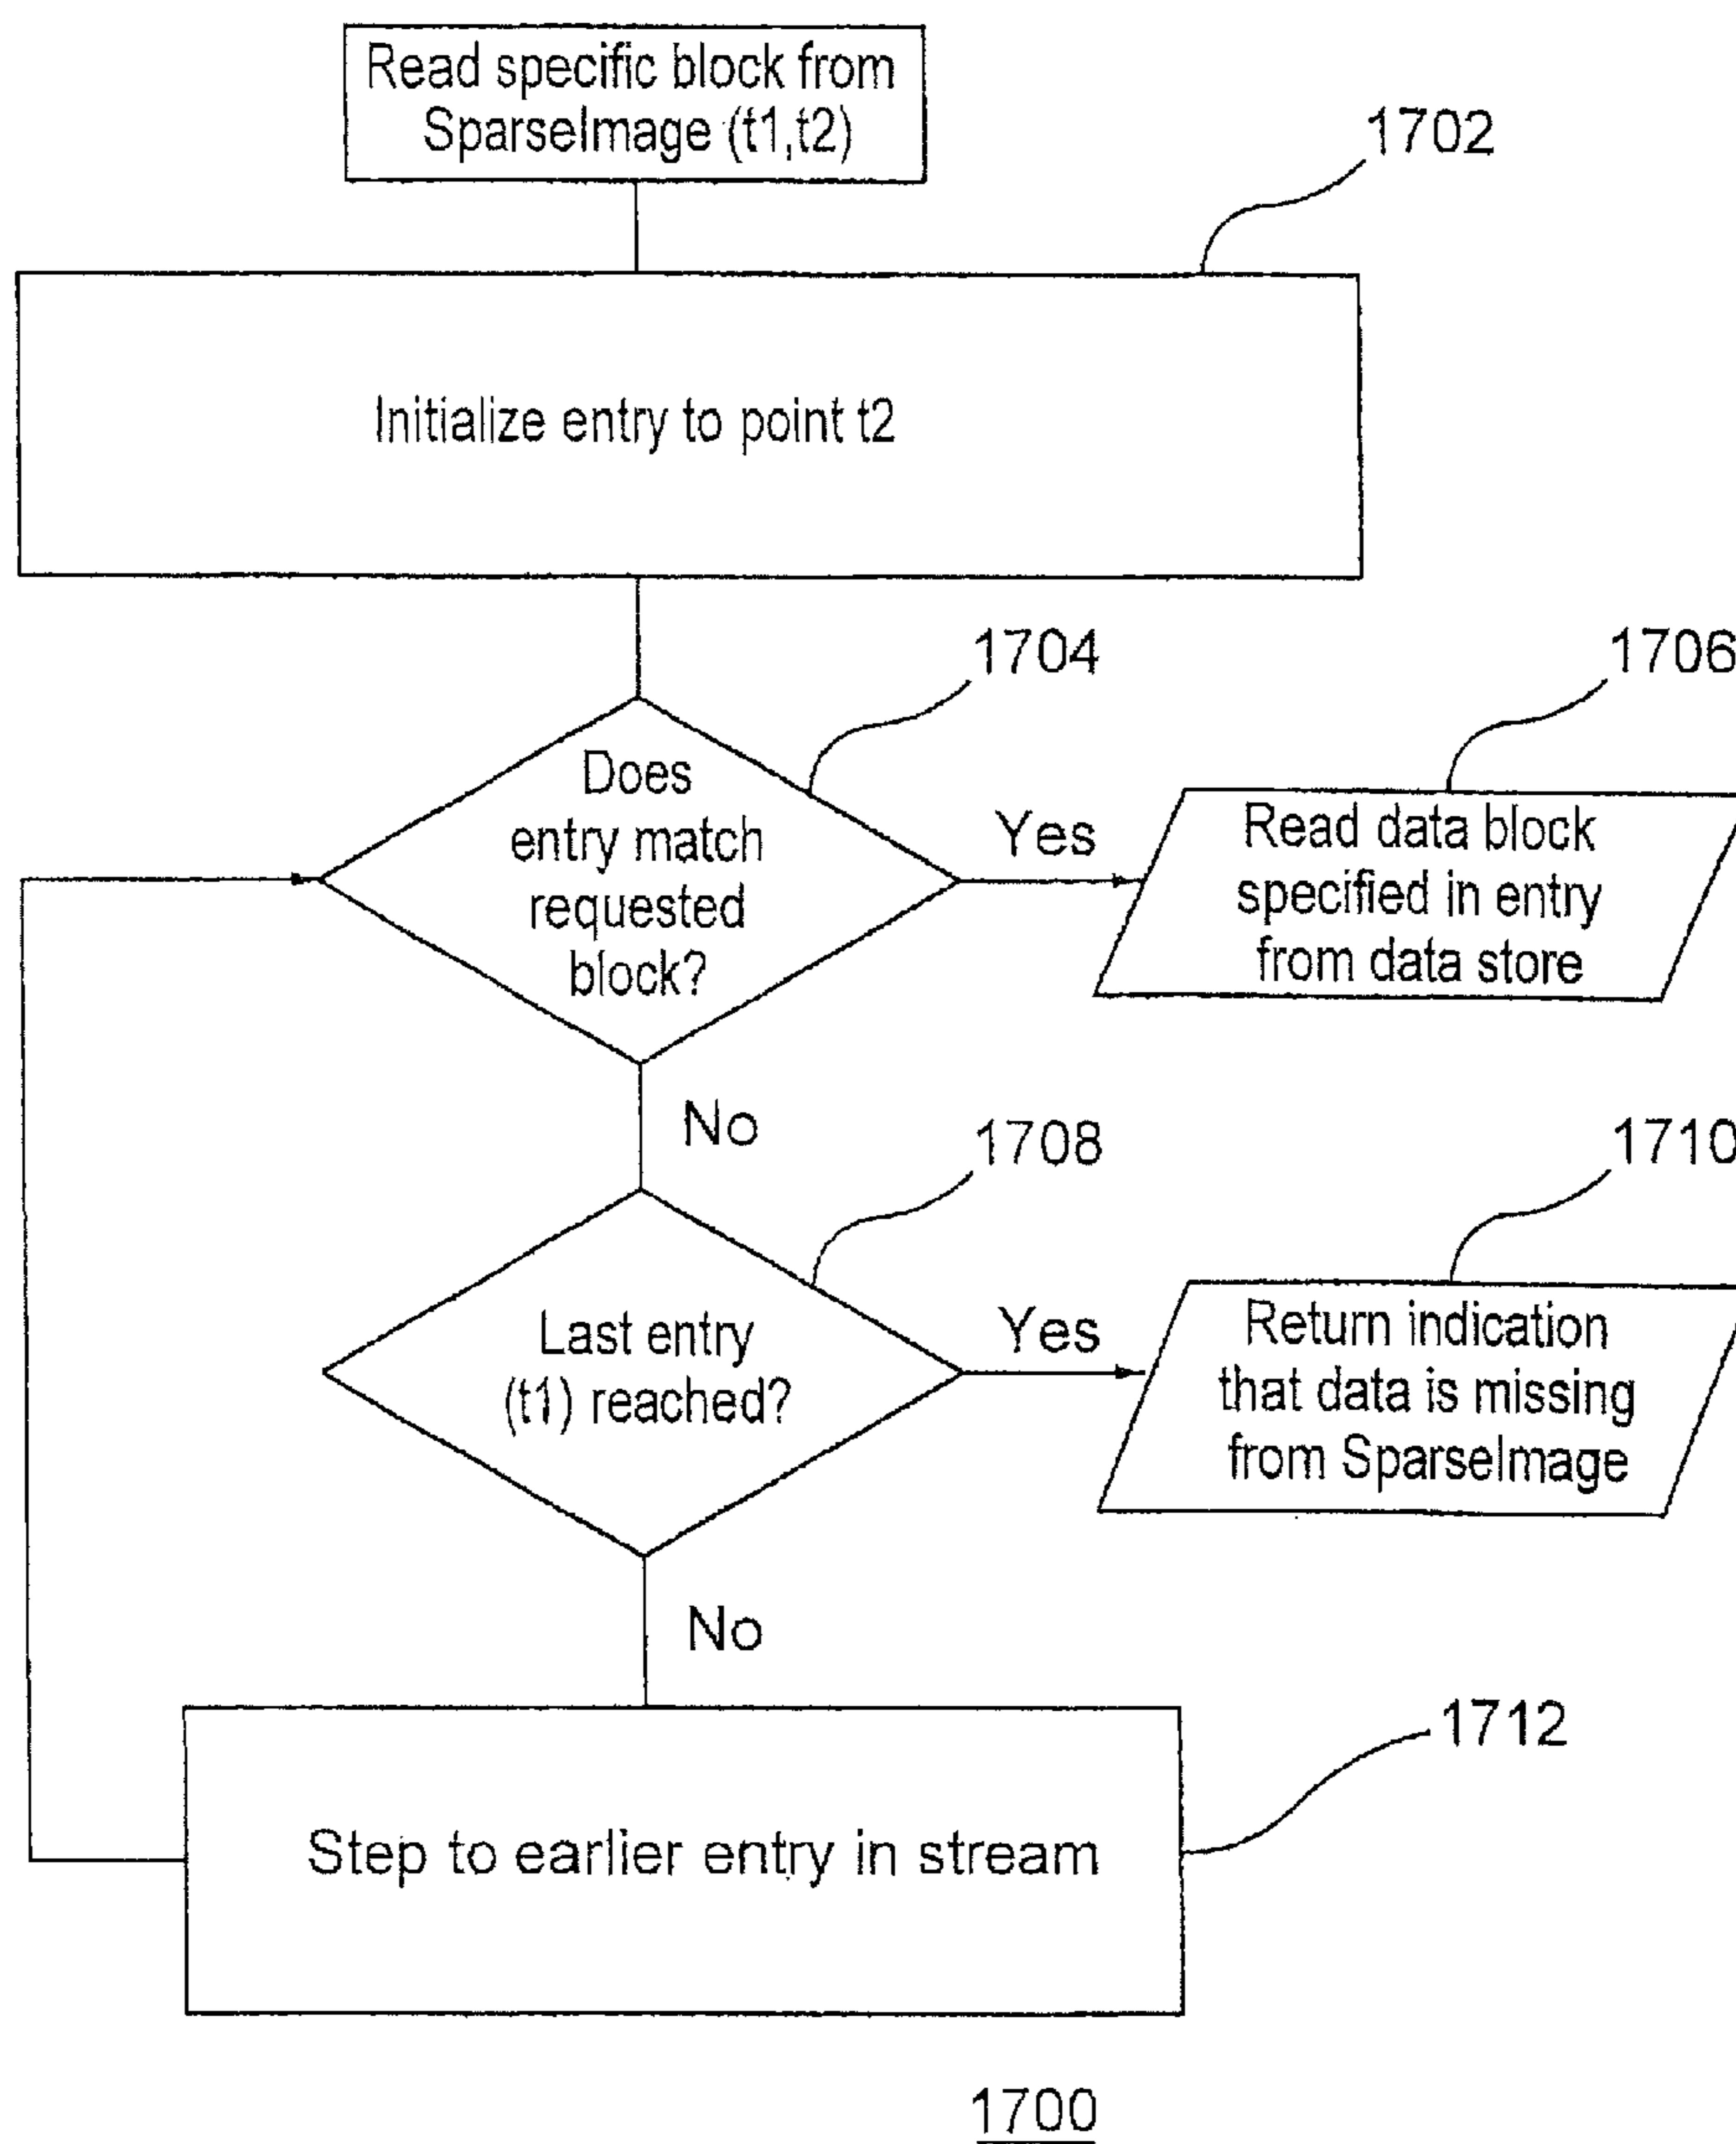 Read specific block from
SparseImage (t1,t2)
1702
Initialize entry to point t2
1704
1706
Does
entry match
requested
block?
Yes
Read data block
specified in entry
from data store
No
1708
1710
Last entry
(t1) reached?
Yes
Return indication
that data is missing
from SparseImage
No
1712
Step to earlier entry in stream
1700